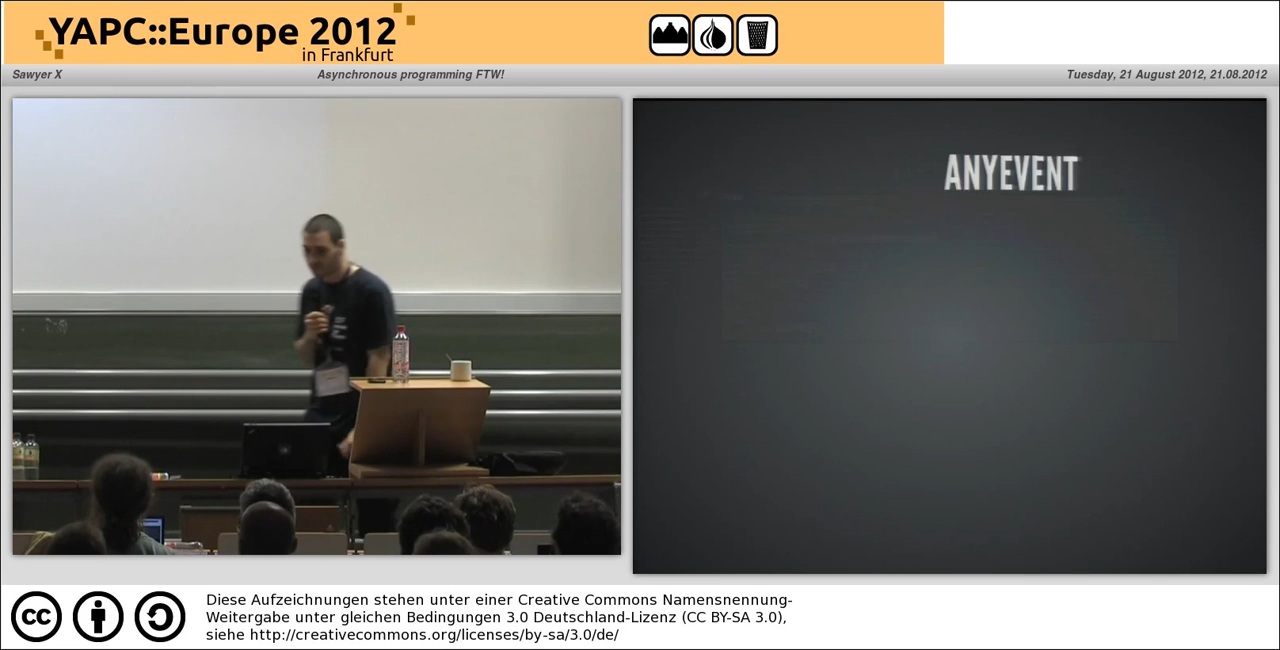 YAPC::Europe 2012
in Frankfurt
Sawyer X
Asynchronous programming FTW!
Tuesday, 21 August 2012, 21.08.2012
ANYEVENT
cc
Diese Aufzeichnungen stehen unter einer Creative Commons Namensnennung-
Weitergabe unter gleichen Bedingungen 3.0 Deutschland-Lizenz (CC BY-SA 3.0),
siehe http://creativecommons.org/licenses/by-sa/3.0/de/